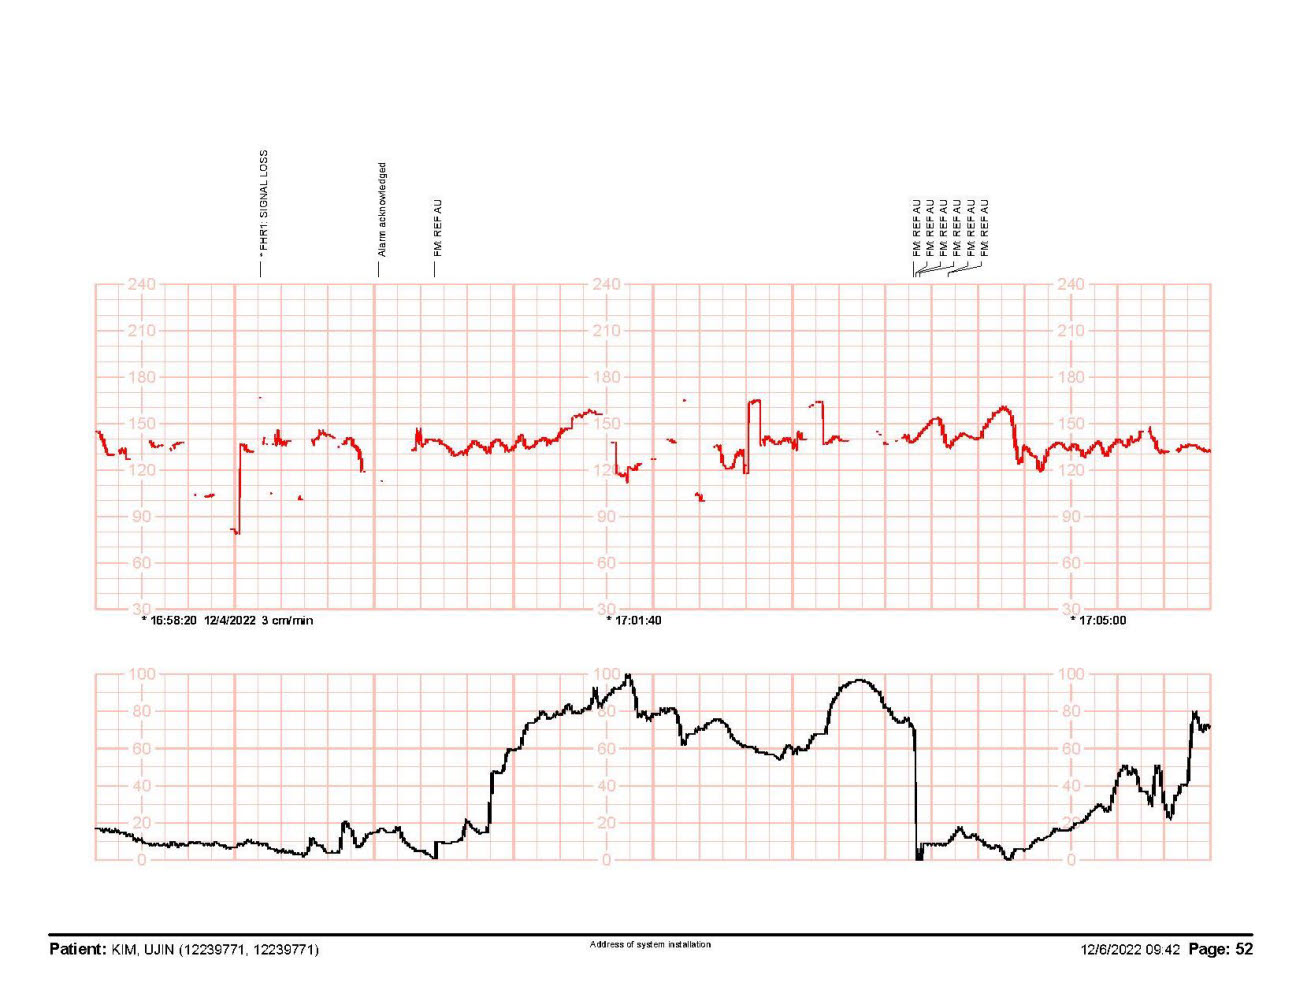 * FHR1: SIGNAL LOSS
Alarm acknowledged
FM: REF AU
FM: REF AU
FM: REF AU
FM: REF AU
FM: REF AU
FM: REF AU
FM: REF AU
240 240 240
210 210 210
180 180 180
150 150 150
120 120 120
90 90 90
60 60 60
30 30 30
* 16:58:20 12/4/2022 3 cm/min * 17:01:40 * 17:05:00
100 100 100
80 80 80
60 60 60
40 40 40
20 20 20
0 0 0
Patient: KIM, UJIN (12239771, 12239771) Address of system installation 12/6/2022 09:42 Page: 52